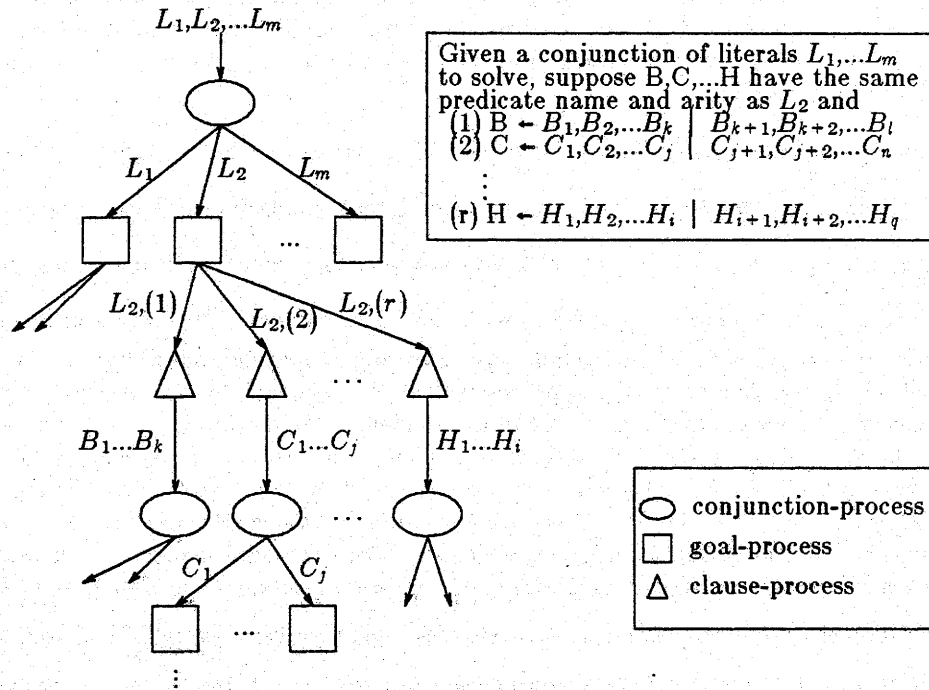 L₁,L₂,...Lₘ
Given a conjunction of literals L₁,...Lₘ
to solve, suppose B,C,...H have the same
predicate name and arity as L₂ and
(1) B ← B₁,B₂,...Bₖ | Bₖ₊₁,Bₖ₊₂,...Bₗ
(2) C ← C₁,C₂,...Cⱼ | Cⱼ₊₁,Cⱼ₊₂,...Cₙ
⋮
(r) H ← H₁,H₂,...Hᵢ | Hᵢ₊₁,Hᵢ₊₂,...H_q
L₁ L₂ Lₘ
...
L₂,(1) L₂,(2) L₂,(r)
...
B₁...Bₖ C₁...Cⱼ H₁...Hᵢ
...
C₁ Cⱼ
...
⋮
conjunction-process
goal-process
clause-process